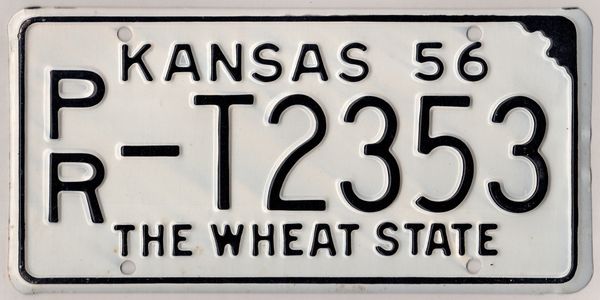 KANSAS 56
PR-T2353
THE WHEAT STATE